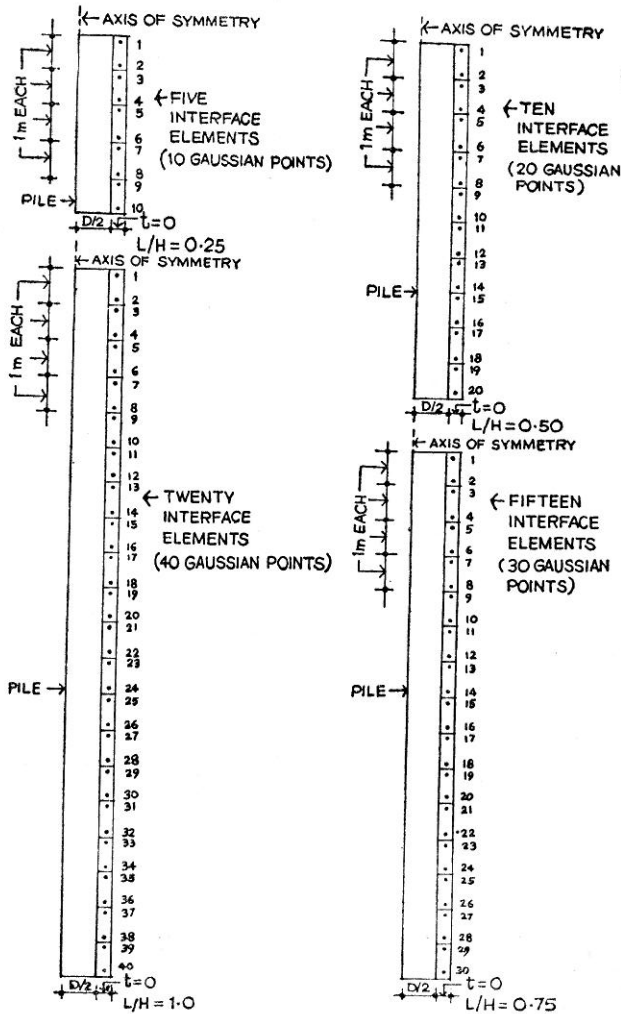 AXIS OF SYMMETRY
1m EACH
1
2
3
4
5
6
7
8
9
10
FIVE
INTERFACE
ELEMENTS
(10 GAUSSIAN POINTS)
PILE
D/2
t=0
L/H = 0.25
AXIS OF SYMMETRY
1m EACH
1
2
3
4
5
6
7
8
9
10
11
12
13
14
15
16
17
18
19
20
TEN
INTERFACE
ELEMENTS
(20 GAUSSIAN
POINTS)
PILE
D/2
t=0
L/H = 0.50
AXIS OF SYMMETRY
1m EACH
1
2
3
4
5
6
7
8
9
10
11
12
13
14
15
16
17
18
19
20
21
22
23
24
25
26
27
28
29
30
31
32
33
34
35
36
37
38
39
40
TWENTY
INTERFACE
ELEMENTS
(40 GAUSSIAN POINTS)
PILE
D/2
t=0
L/H = 1.0
AXIS OF SYMMETRY
1m EACH
1
2
3
4
5
6
7
8
9
10
11
12
13
14
15
16
17
18
19
20
21
22
23
24
25
26
27
28
29
30
FIFTEEN
INTERFACE
ELEMENTS
(30 GAUSSIAN
POINTS)
PILE
D/2
t=0
L/H = 0.75